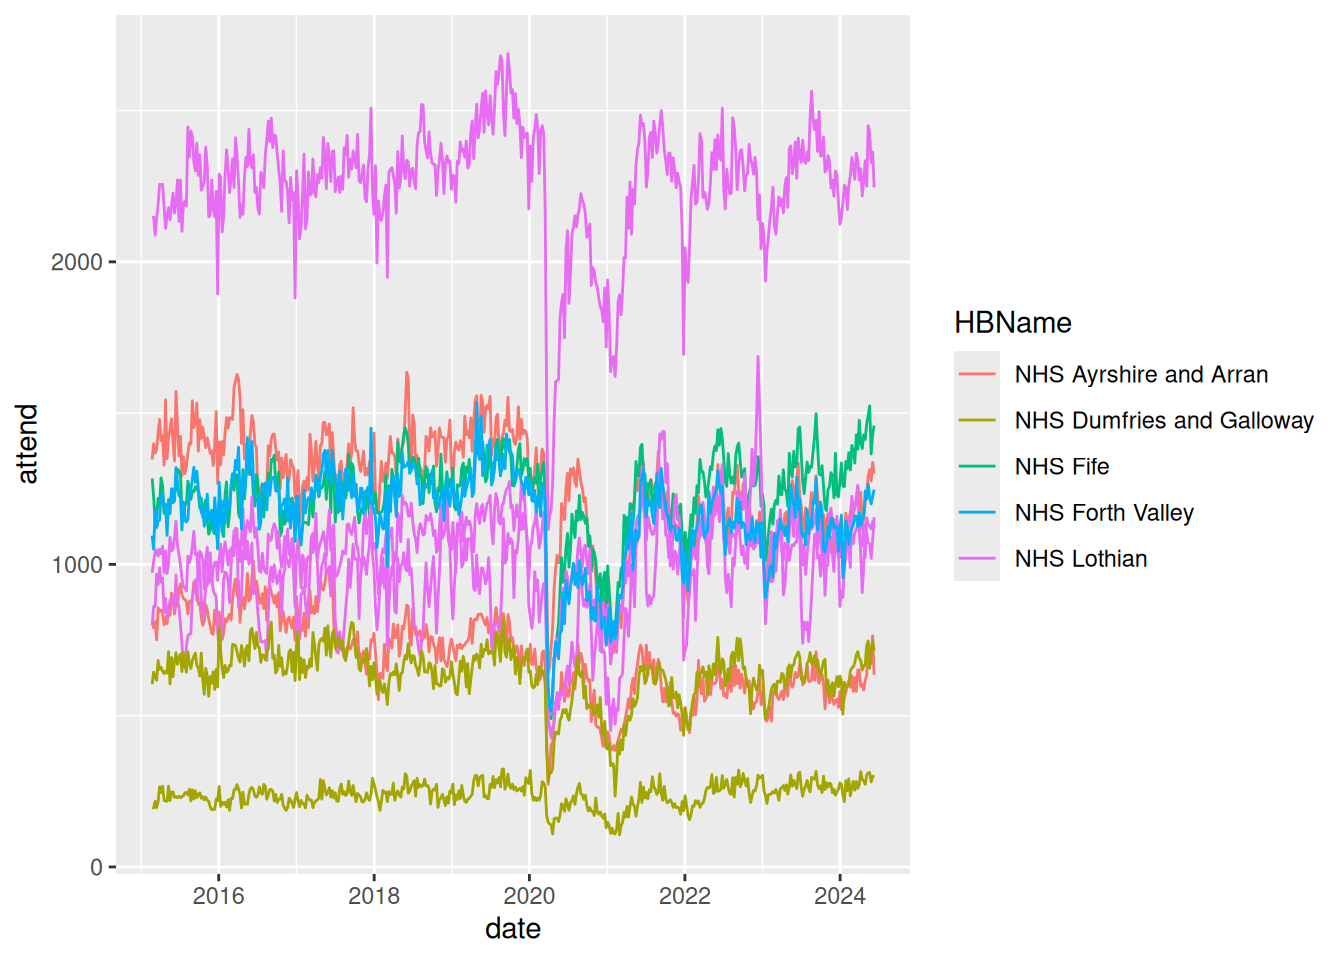 attend
2000
1000
0
2016 2018 2020 2022 2024
date
HBName
NHS Ayrshire and Arran
NHS Dumfries and Galloway
NHS Fife
NHS Forth Valley
NHS Lothian